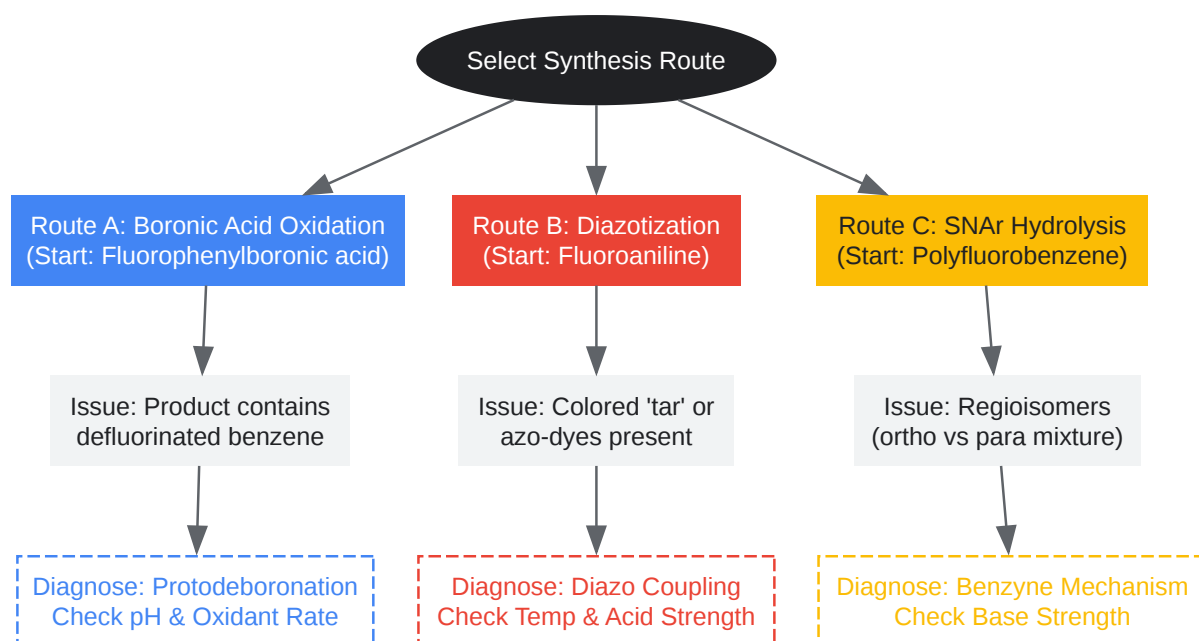 Select Synthesis Route
Route A: Boronic Acid Oxidation
(Start: Fluorophenylboronic acid)
Route B: Diazotization
(Start: Fluoroaniline)
Route C: SNAr Hydrolysis
(Start: Polyfluorobenzene)
Issue: Product contains
defluorinated benzene
Issue: Colored 'tar' or
azo-dyes present
Issue: Regioisomers
(ortho vs para mixture)
Diagnose: Protodeboronation
Check pH & Oxidant Rate
Diagnose: Diazo Coupling
Check Temp & Acid Strength
Diagnose: Benzyne Mechanism
Check Base Strength